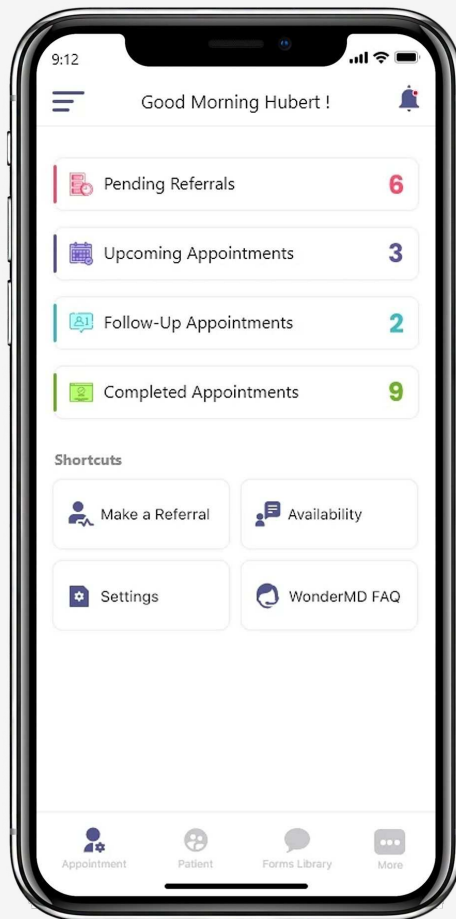 9:12
Good Morning Hubert !
Pending Referrals 6
Upcoming Appointments 3
Follow-Up Appointments 2
Completed Appointments 9
Shortcuts
Make a Referral
Availability
Settings
WonderMD FAQ
Appointment
Patient
Forms Library
More